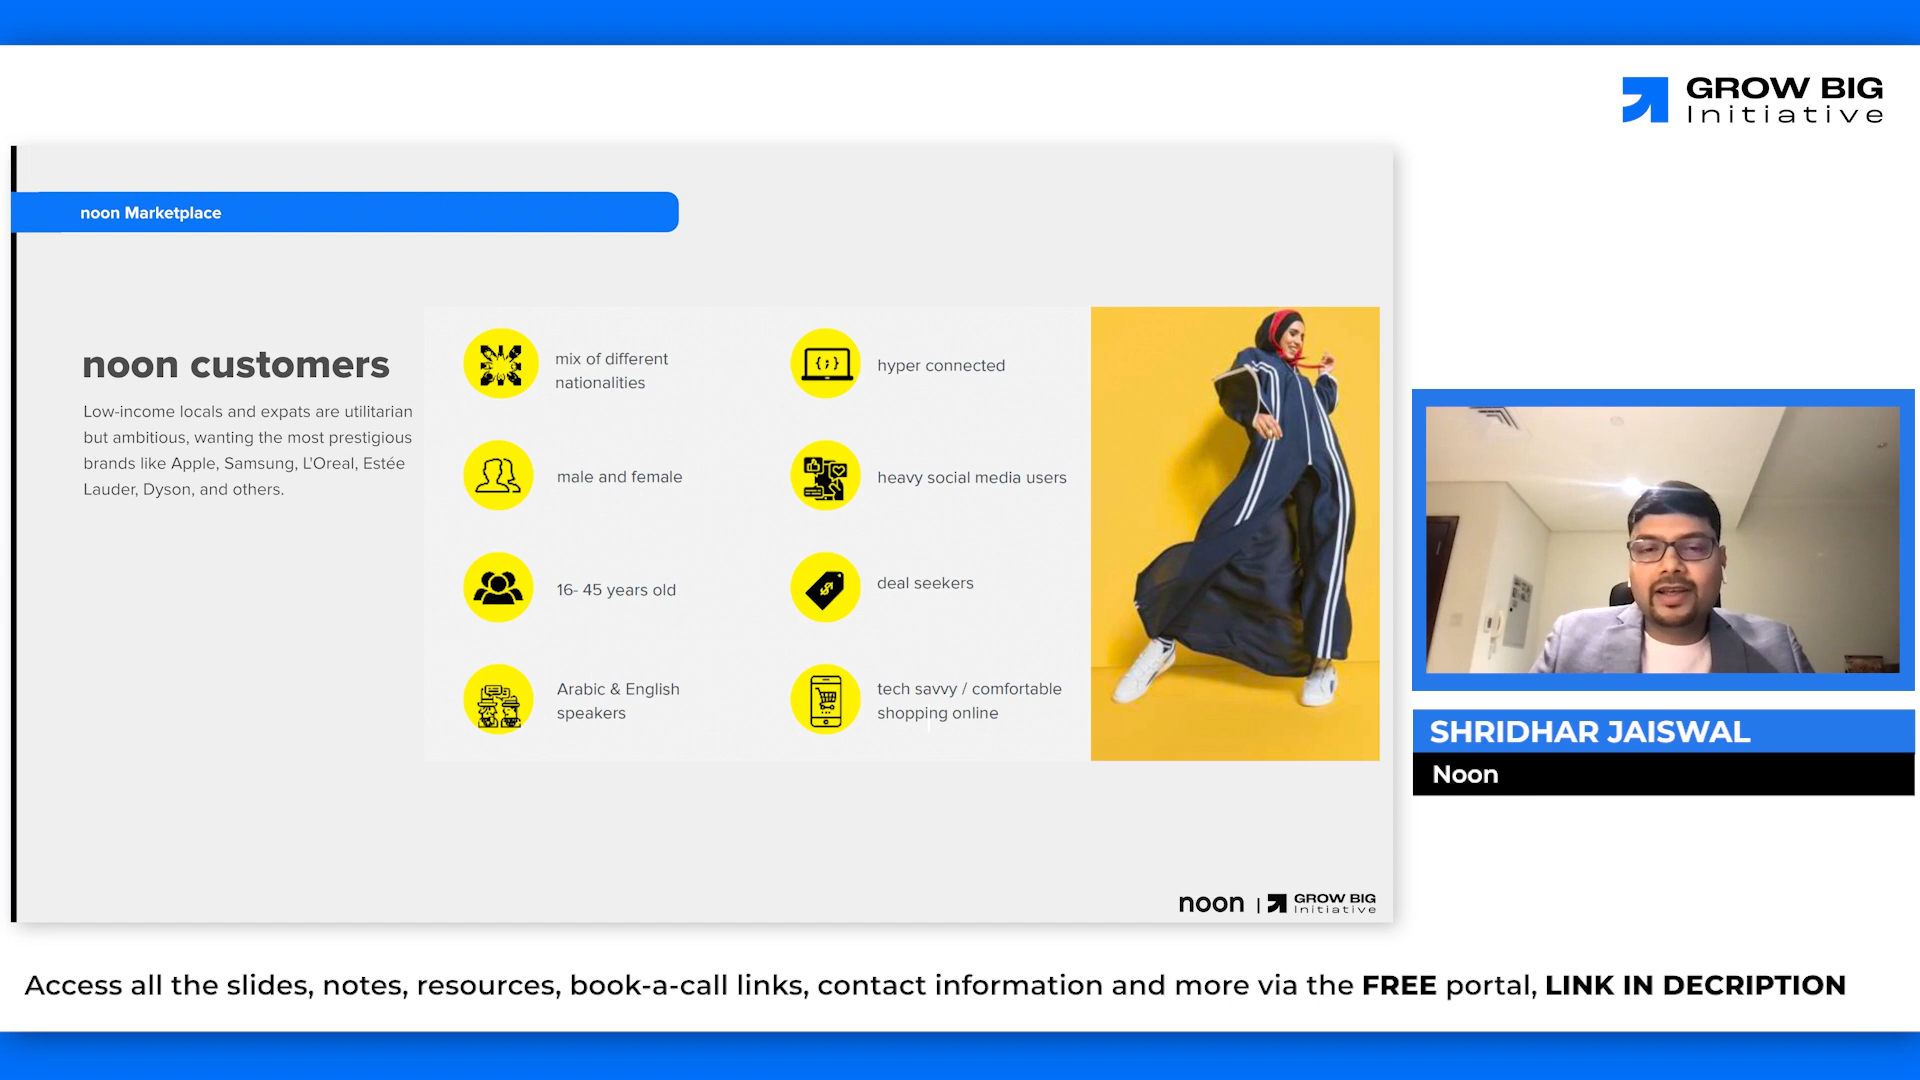 GROW BIG
Initiative
noon Marketplace
noon customers
Low-income locals and expats are utilitarian
but ambitious, wanting the most prestigious
brands like Apple, Samsung, L'Oreal, Estée
Lauder, Dyson, and others.
mix of different
nationalities
male and female
16- 45 years old
Arabic & English
speakers
{;}
hyper connected
heavy social media users
$
deal seekers
tech savvy / comfortable
shopping online
noon | GROW BIG
Initiative
SHRIDHAR JAISWAL
Noon
Access all the slides, notes, resources, book-a-call links, contact information and more via the FREE portal, LINK IN DECRIPTION